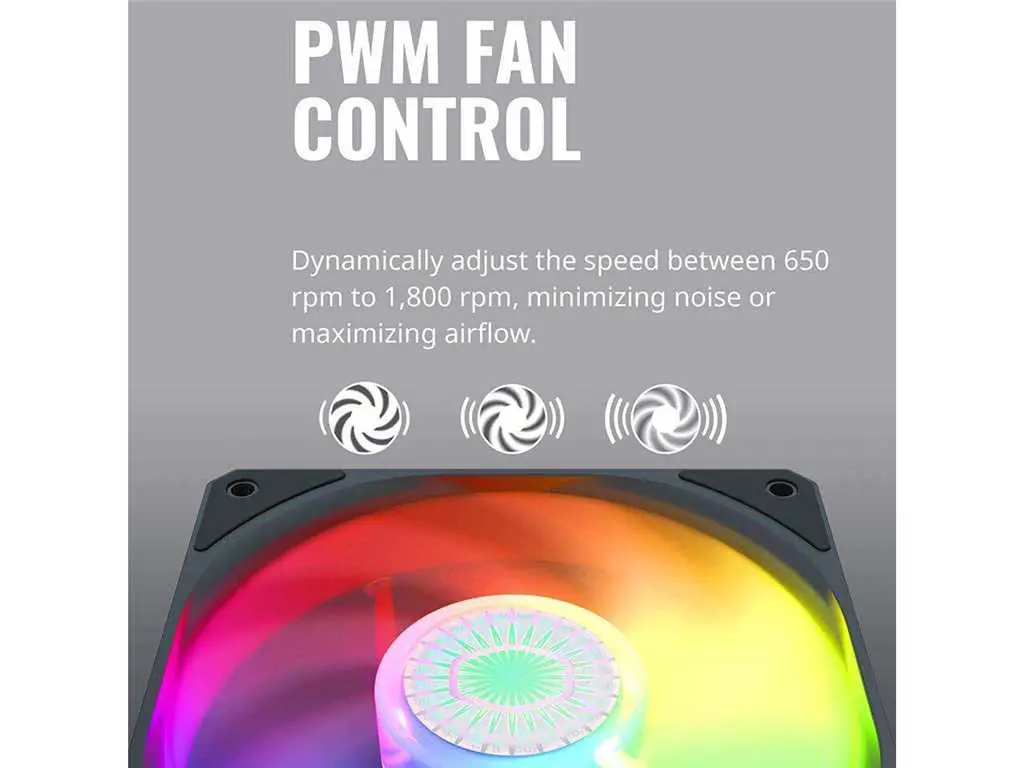 PWM FAN
CONTROL
Dynamically adjust the speed between 650
rpm to 1,800 rpm, minimizing noise or
maximizing airflow.